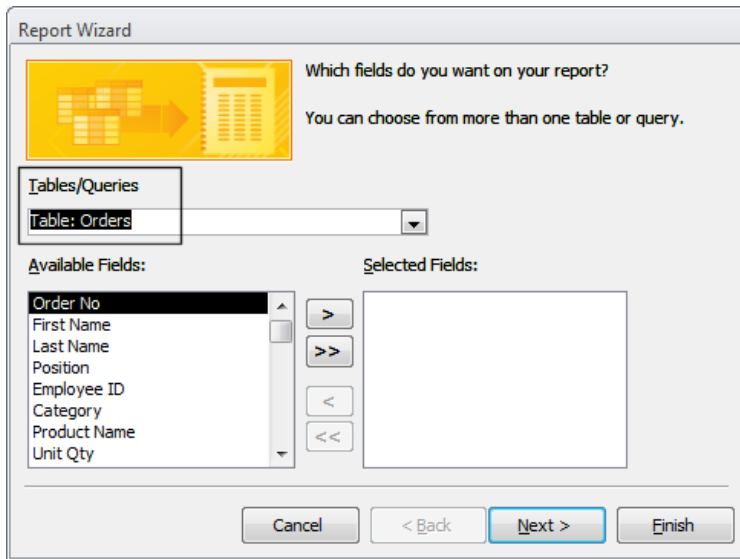 Report Wizard
Which fields do you want on your report?
You can choose from more than one table or query.
Tables/Queries
Table: Orders
Available Fields:
Selected Fields:
Order No
First Name
Last Name
Position
Employee ID
Category
Product Name
Unit Qty
>
>>
<
<<
Cancel
< Back
Next >
Finish